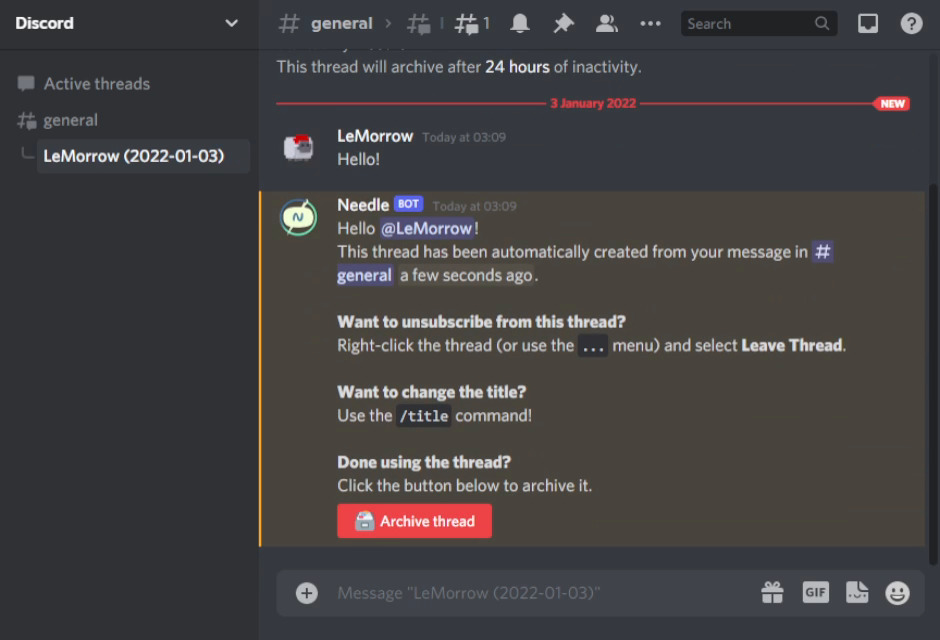 Discord
general
1
Search
Active threads
general
LeMorrow (2022-01-03)
This thread will archive after 24 hours of inactivity.
3 January 2022
NEW
LeMorrow Today at 03:09
Hello!
Needle BOT Today at 03:09
Hello @LeMorrow!
This thread has been automatically created from your message in #
general a few seconds ago.
Want to unsubscribe from this thread?
Right-click the thread (or use the ... menu) and select Leave Thread.
Want to change the title?
Use the /title command!
Done using the thread?
Click the button below to archive it.
Archive thread
Message "LeMorrow (2022-01-03)"
GIF